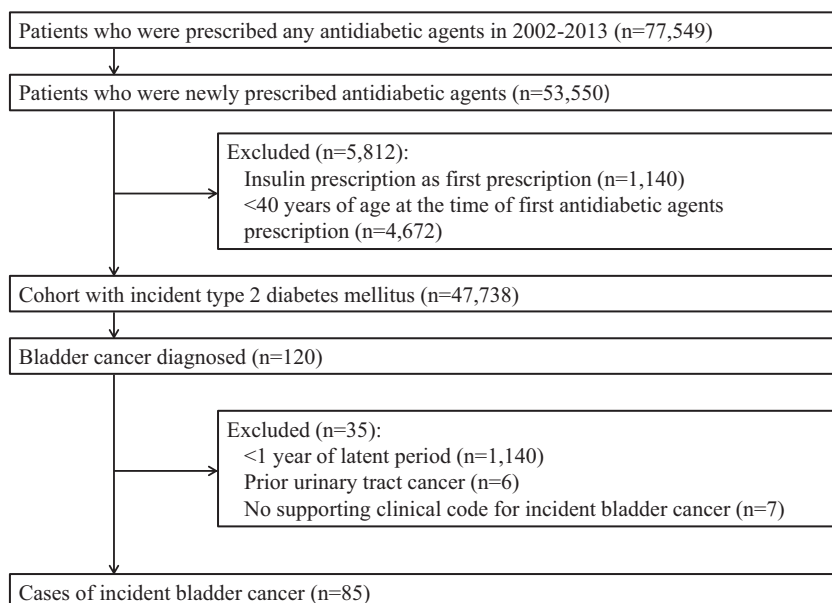 Patients who were prescribed any antidiabetic agents in 2002-2013 (n=77,549)
Patients who were newly prescribed antidiabetic agents (n=53,550)
Excluded (n=5,812):
Insulin prescription as first prescription (n=1,140)
<40 years of age at the time of first antidiabetic agents
prescription (n=4,672)
Cohort with incident type 2 diabetes mellitus (n=47,738)
Bladder cancer diagnosed (n=120)
Excluded (n=35):
<1 year of latent period (n=1,140)
Prior urinary tract cancer (n=6)
No supporting clinical code for incident bladder cancer (n=7)
Cases of incident bladder cancer (n=85)